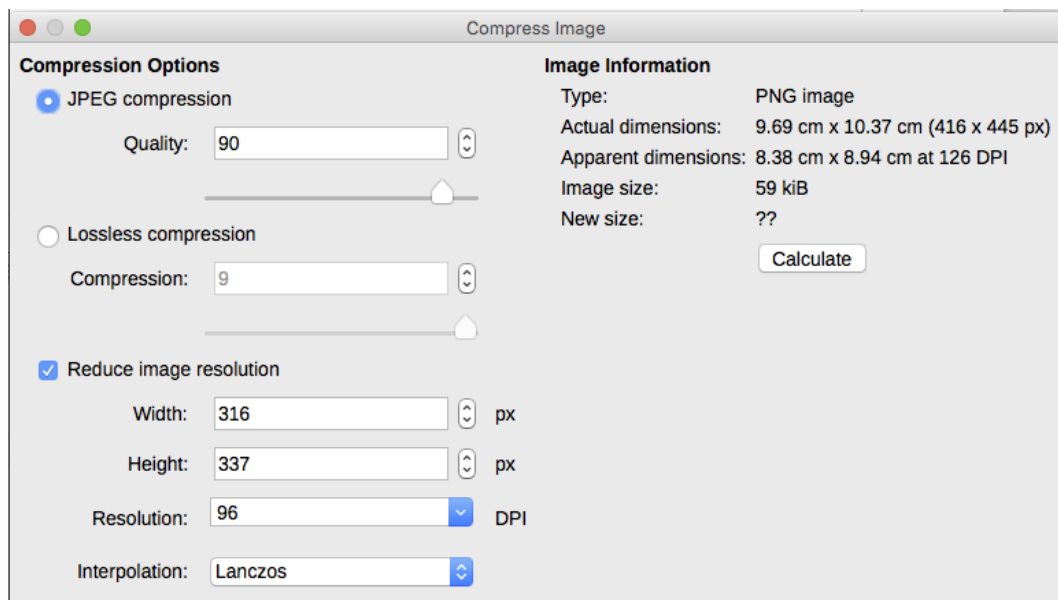 Compress Image
Compression Options
JPEG compression
Quality: 90
Lossless compression
Compression: 9
Reduce image resolution
Width: 316 px
Height: 337 px
Resolution: 96 DPI
Interpolation: Lanczos
Image Information
Type: PNG image
Actual dimensions: 9.69 cm x 10.37 cm (416 x 445 px)
Apparent dimensions: 8.38 cm x 8.94 cm at 126 DPI
Image size: 59 kiB
New size: ??
Calculate